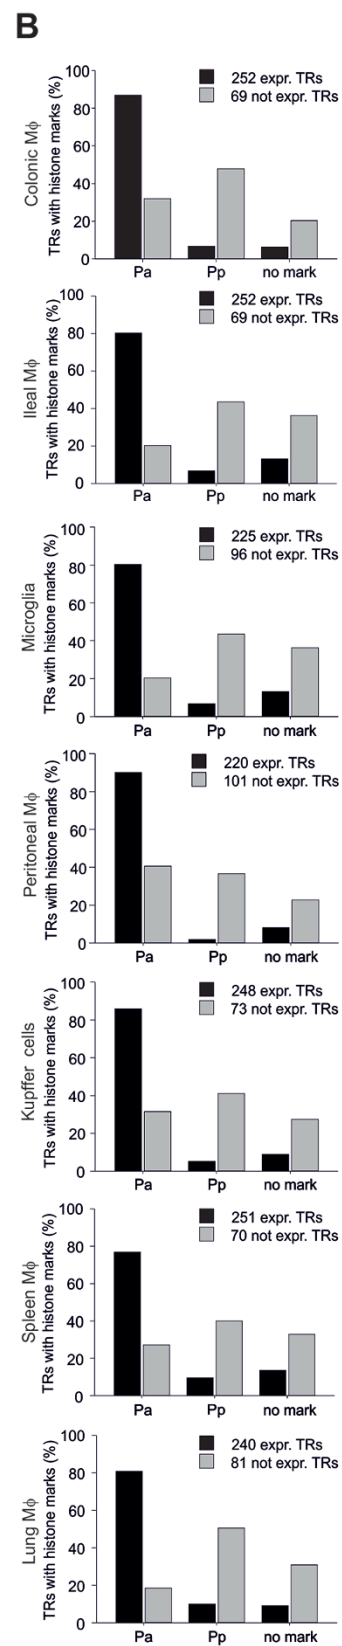 B
Colonic Mϕ
TRs with histone marks (%)
100
80
60
40
20
0
252 expr. TRs
69 not expr. TRs
Pa Pp no mark
Ileal Mϕ
TRs with histone marks (%)
100
80
60
40
20
0
252 expr. TRs
69 not expr. TRs
Pa Pp no mark
Microglia
TRs with histone marks (%)
100
80
60
40
20
0
225 expr. TRs
96 not expr. TRs
Pa Pp no mark
Peritoneal Mϕ
TRs with histone marks (%)
100
80
60
40
20
0
220 expr. TRs
101 not expr. TRs
Pa Pp no mark
Kupffer cells
TRs with histone marks (%)
100
80
60
40
20
0
248 expr. TRs
73 not expr. TRs
Pa Pp no mark
Spleen Mϕ
TRs with histone marks (%)
100
80
60
40
20
0
251 expr. TRs
70 not expr. TRs
Pa Pp no mark
Lung Mϕ
TRs with histone marks (%)
100
80
60
40
20
0
240 expr. TRs
81 not expr. TRs
Pa Pp no mark